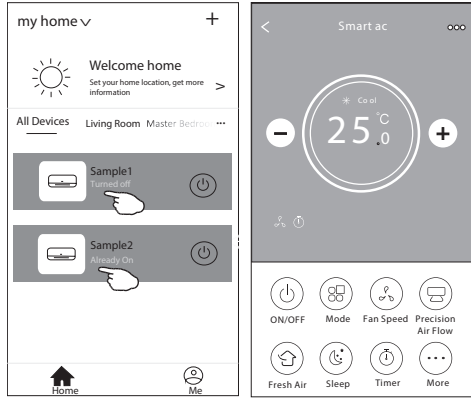 my home
Welcome home
Set your home location, get more
information
All Devices Living Room Master Bedroo
Sample1
Turned off
Sample2
Already On
Home
Me
Smart ac
Cool
25.0 °C
ON/OFF Mode Fan Speed Precision
Air Flow
Fresh Air Sleep Timer More